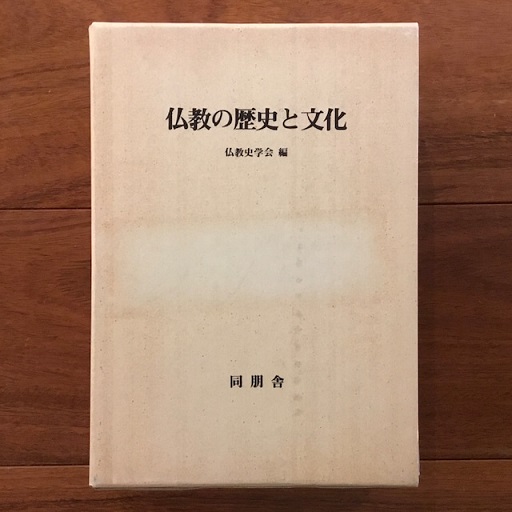 仏教の歴史と文化
仏教史学会 編
同朋舎